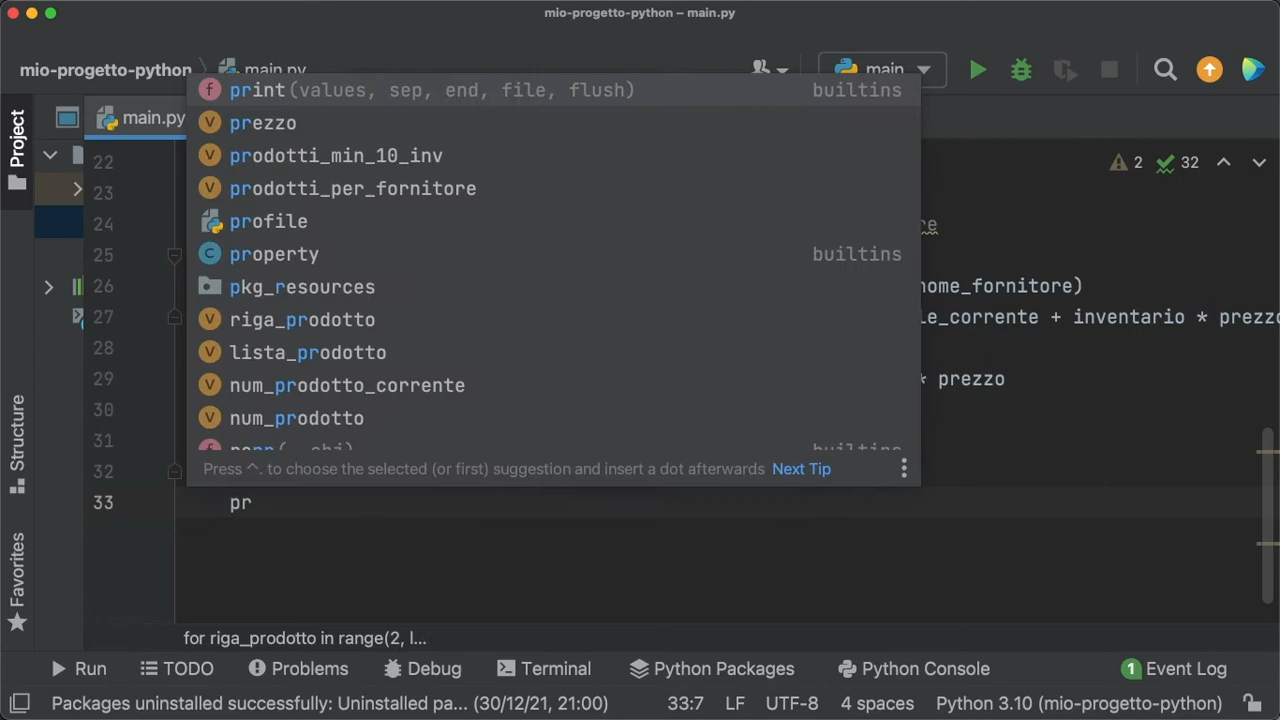 mio-progetto-python – main.py
mio-progetto-python
main.py
main
Project
main.py
print(values, sep, end, file, flush) builtins
prezzo
prodotti_min_10_inv
prodotti_per_fornitore
profile
property builtins
pkg_resources
riga_prodotto
lista_prodotto
num_prodotto_corrente
num_prodotto
builtins
Press ^. to choose the selected (or first) suggestion and insert a dot afterwards Next Tip
2 32
22
23
24
25
26 nome_fornitore)
27 le_corrente + inventario * prezzo
28
29 * prezzo
30
31
32
33 pr
Structure
Favorites
for riga_prodotto in range(2, l...
Run TODO Problems Debug Terminal Python Packages Python Console 1 Event Log
Packages uninstalled successfully: Uninstalled pa... (30/12/21, 21:00) 33:7 LF UTF-8 4 spaces Python 3.10 (mio-progetto-python)